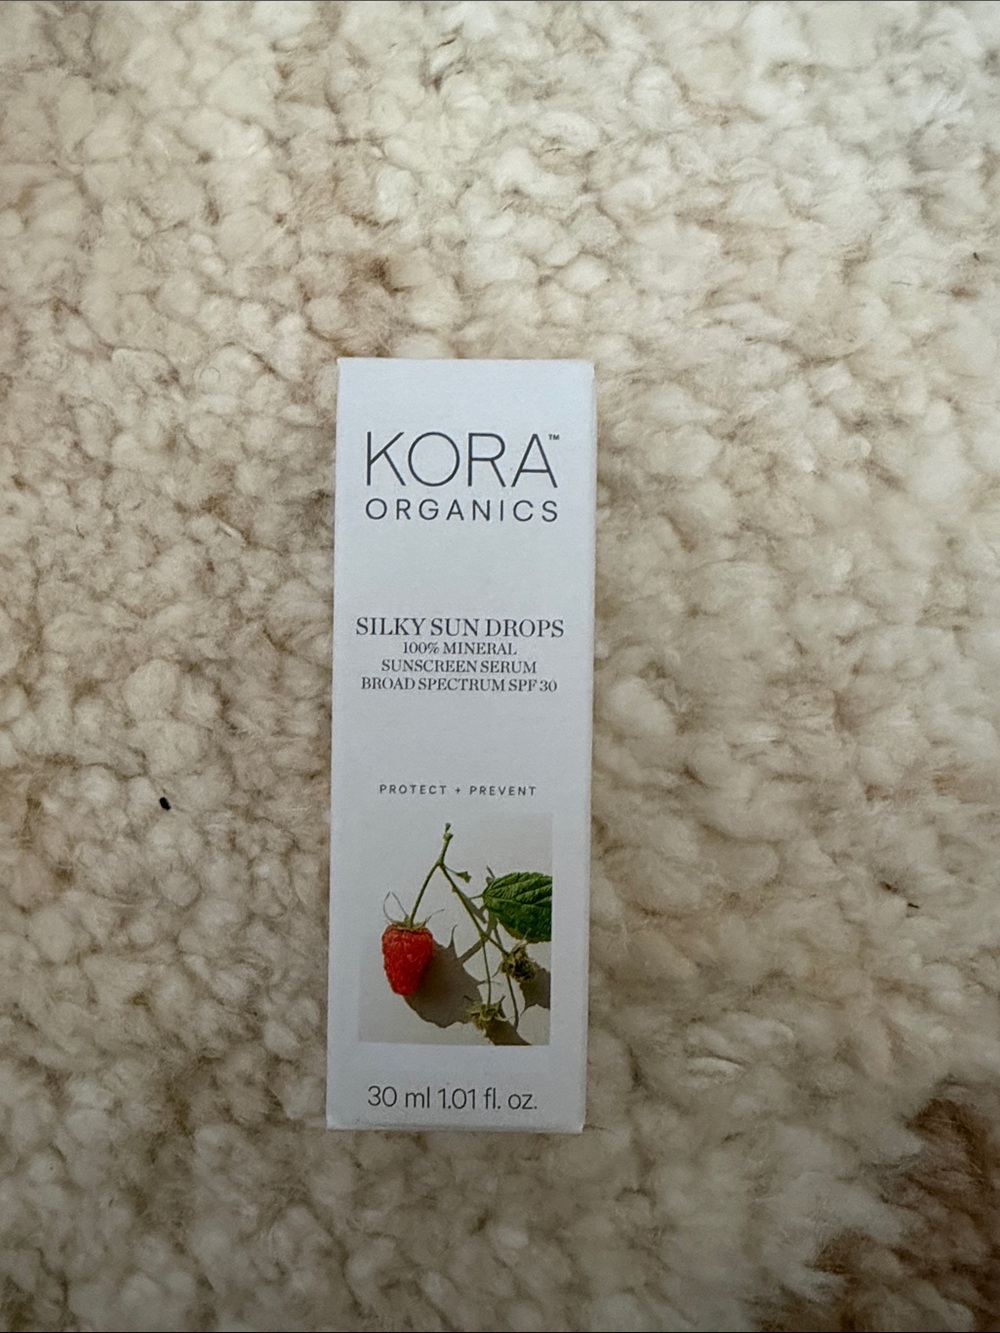 KORA™
ORGANICS
SILKY SUN DROPS
100% MINERAL
SUNSCREEN SERUM
BROAD SPECTRUM SPF 30
PROTECT + PREVENT
30 ml 1.01 fl. oz.